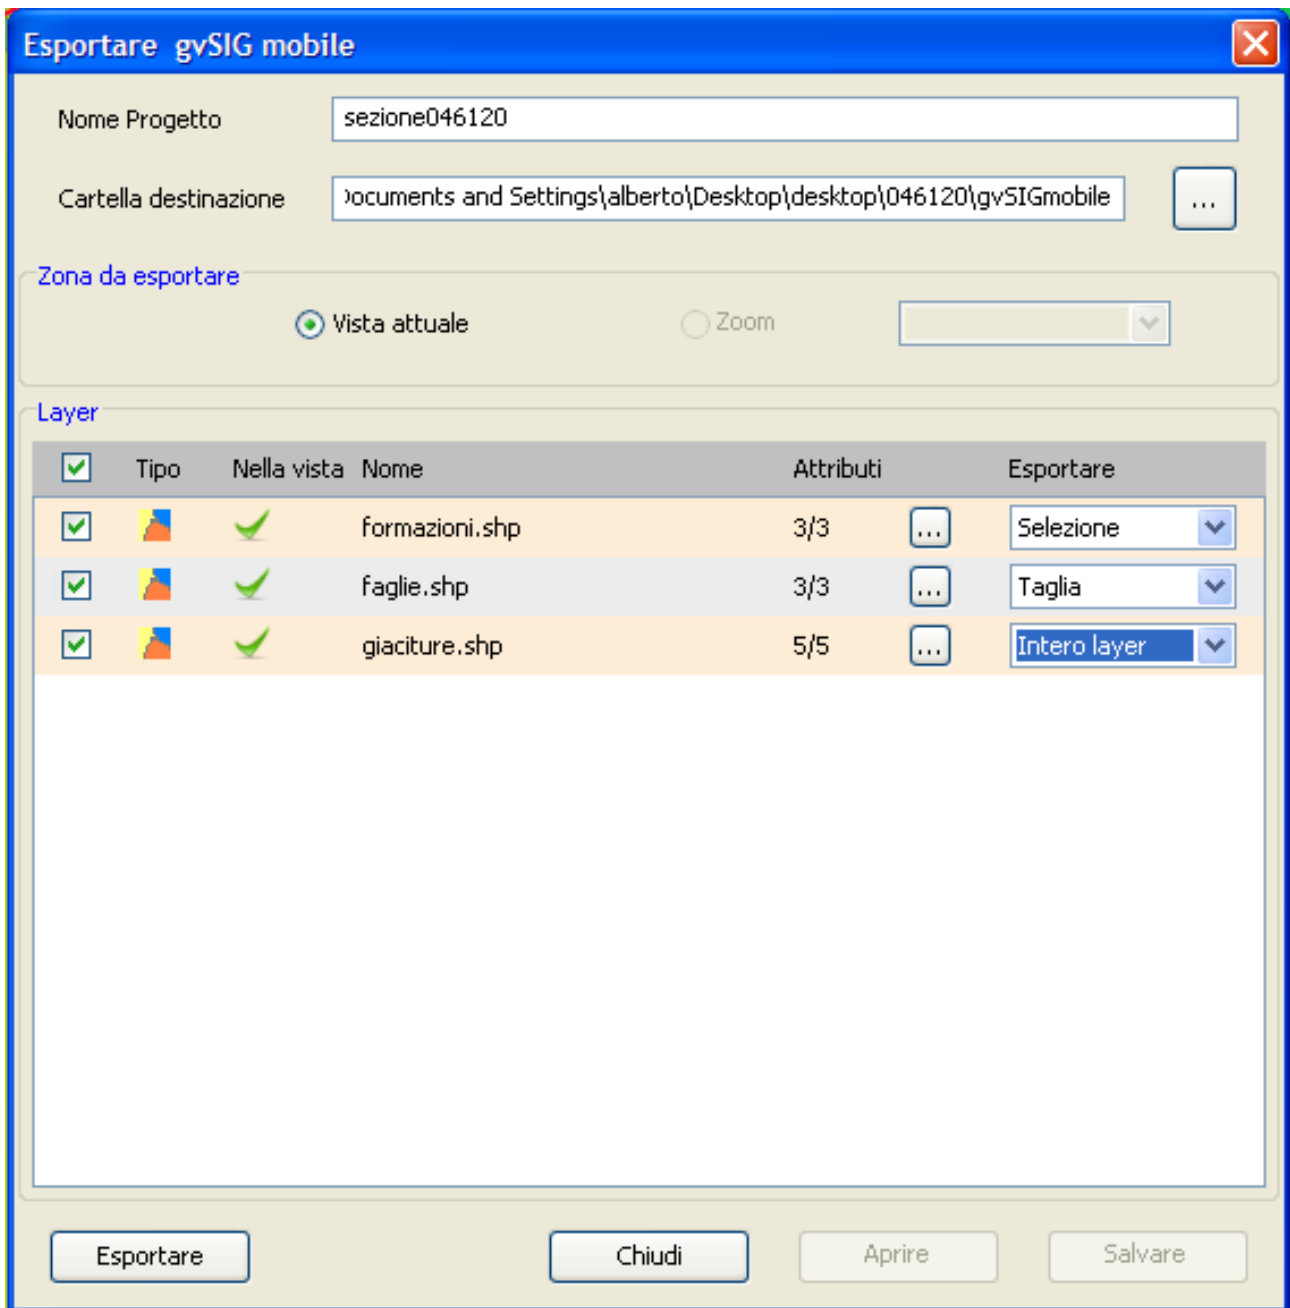 Esportare gvSIG mobile
Nome Progetto sezione046120
Cartella destinazione ocuments and Settings\alberto\Desktop\desktop\046120\gvSIGmobile ...
Zona da esportare
Vista attuale Zoom
Layer
Tipo Nella vista Nome Attributi Esportare
formazioni.shp 3/3 ... Selezione
faglie.shp 3/3 ... Taglia
giaciture.shp 5/5 ... Intero layer
Esportare Chiudi Aprire Salvare